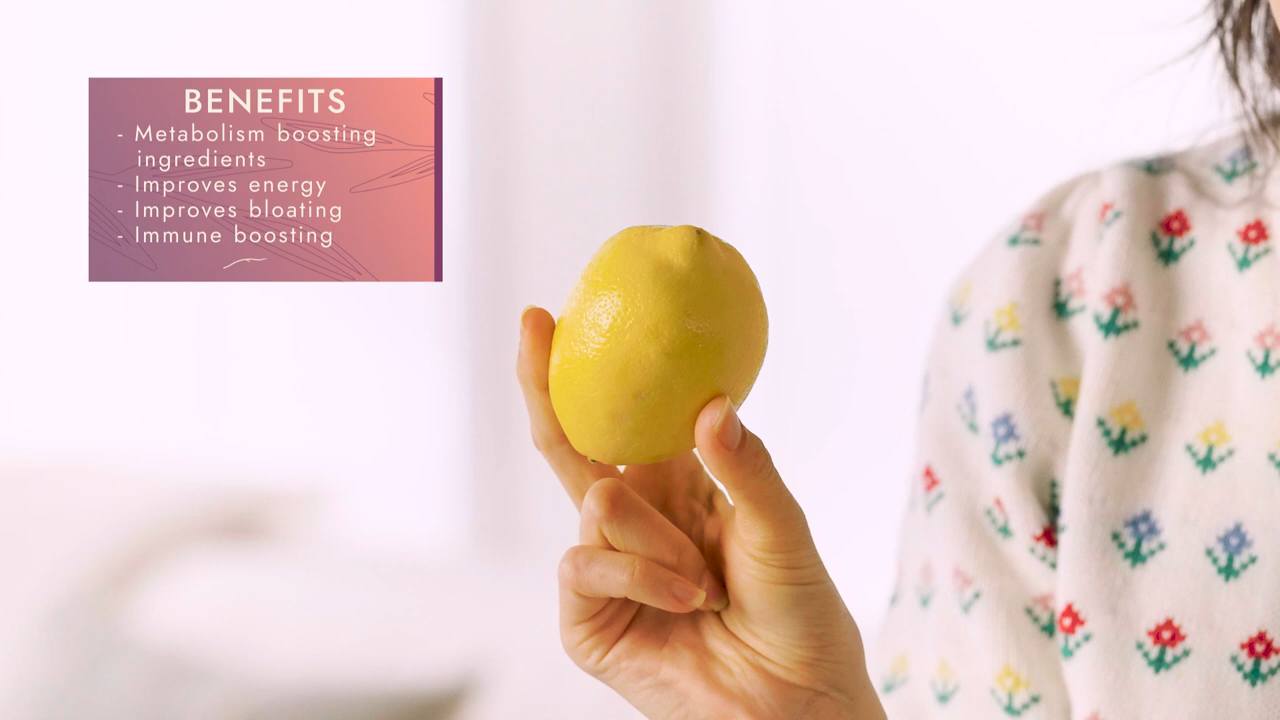 BENEFITS
- Metabolism boosting
ingredients
- Improves energy
- Improves bloating
- Immune boosting